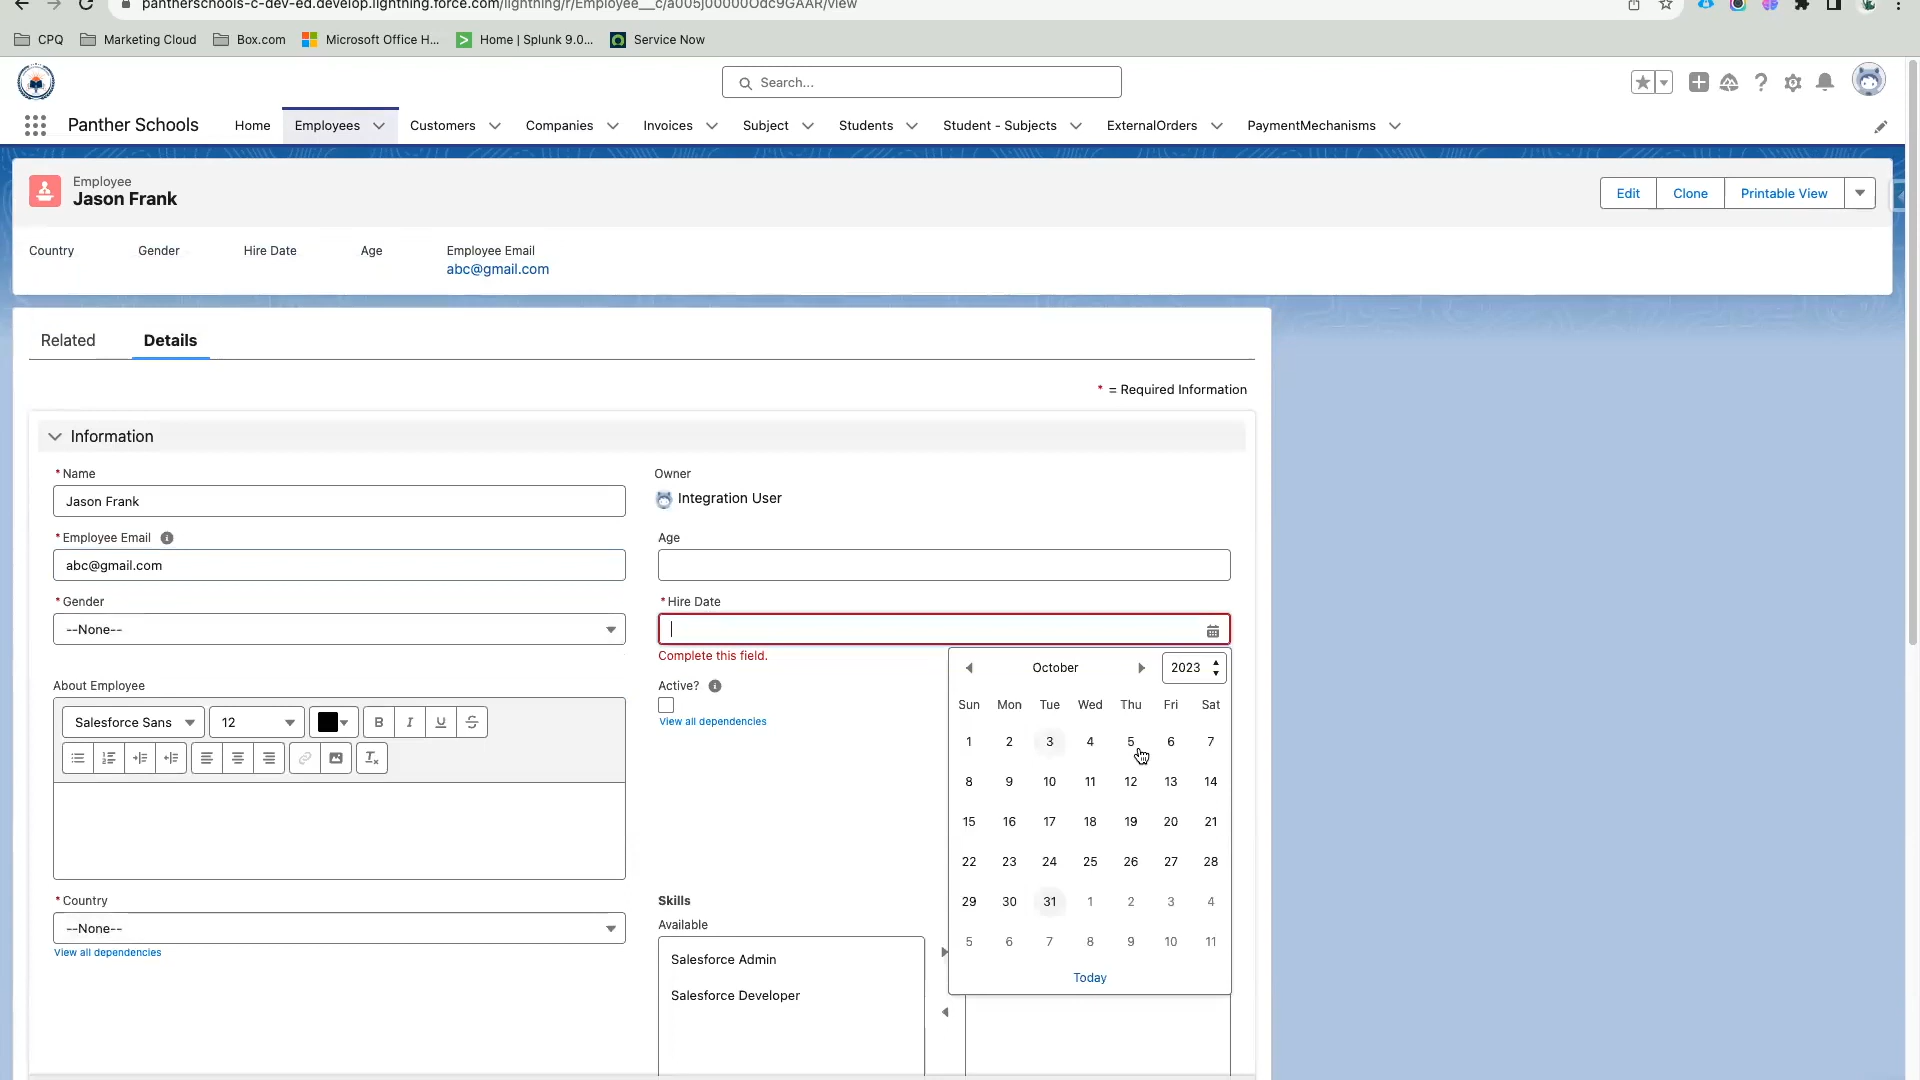 pantherschools-c-dev-ed.develop.lightning.force.com/lightning/r/Employee__c/a005j00000Odc9GAAR/view
CPQ Marketing Cloud Box.com Microsoft Office H... Home | Splunk 9.0... Service Now
Search...
Panther Schools Home Employees Customers Companies Invoices Subject Students Student - Subjects ExternalOrders PaymentMechanisms
Employee
Jason Frank
Edit Clone Printable View
Country Gender Hire Date Age Employee Email
abc@gmail.com
Related Details
* = Required Information
Information
* Name
Jason Frank
Owner
Integration User
* Employee Email
abc@gmail.com
Age
* Gender
--None--
* Hire Date
Complete this field.
October 2023
Sun Mon Tue Wed Thu Fri Sat
1 2 3 4 5 6 7
8 9 10 11 12 13 14
15 16 17 18 19 20 21
22 23 24 25 26 27 28
29 30 31 1 2 3 4
5 6 7 8 9 10 11
Today
About Employee
Salesforce Sans 12 B I U S
Active?
View all dependencies
* Country
--None--
View all dependencies
Skills
Available
Salesforce Admin
Salesforce Developer